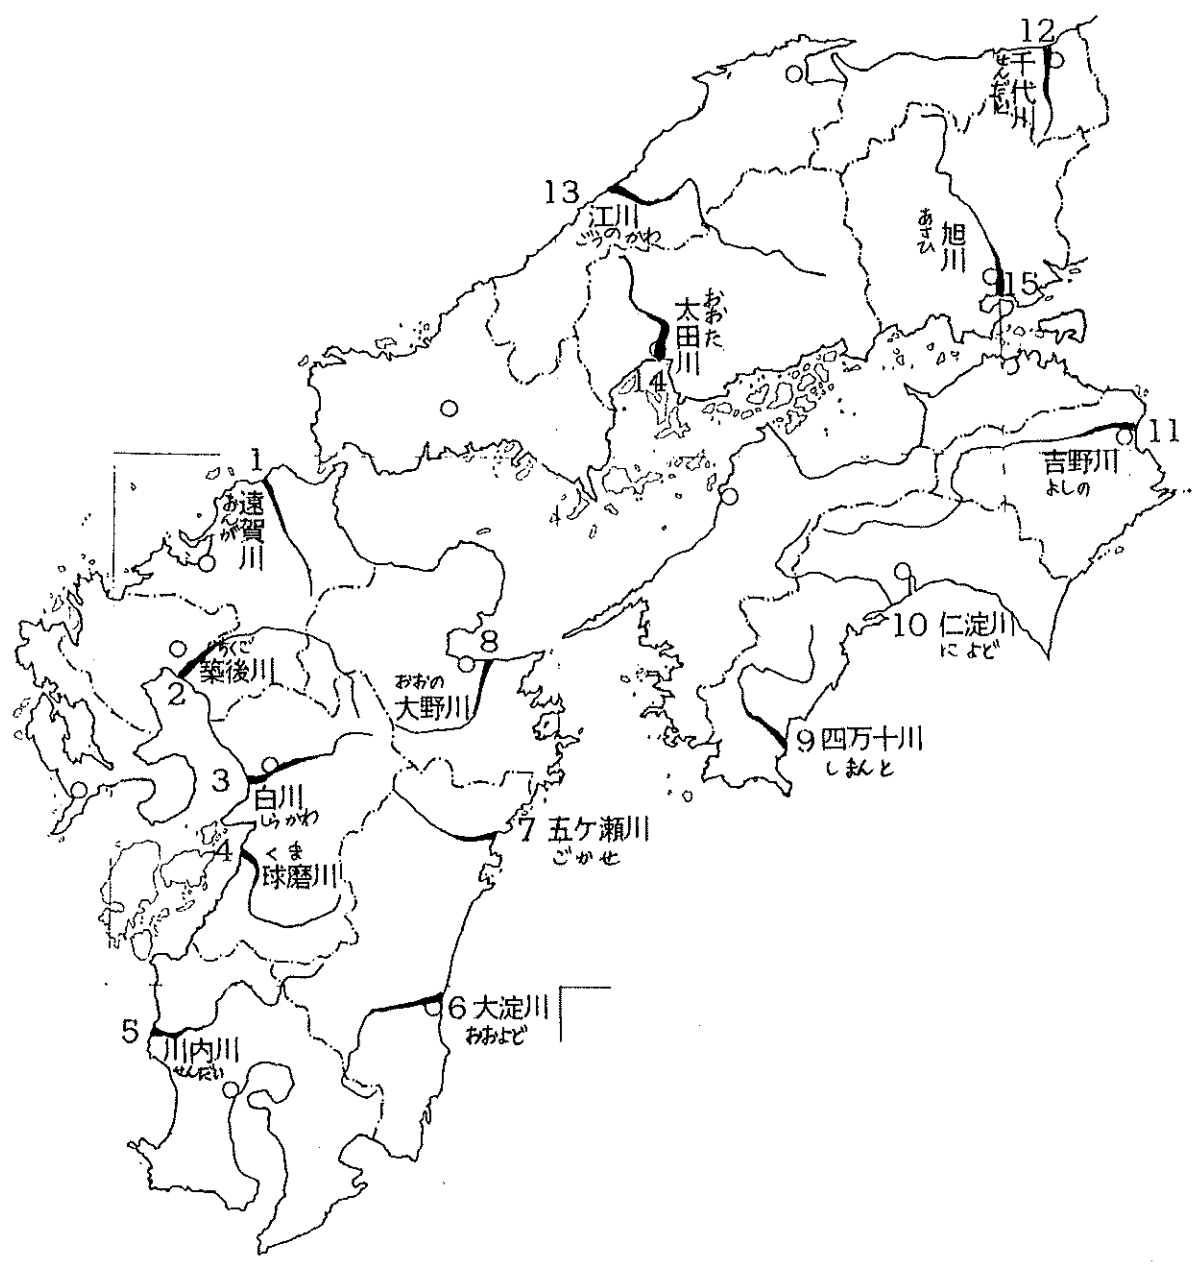 12
千代川
せんだい
13
江川
ごうのかわ
旭川
あさひ
15
太田川
おおた
14
1
遠賀川
おんが
11
吉野川
よしの
10 仁淀川
によど
8
ちくご
築後川
2
おおの
大野川
9 四万十川
しまんと
3
白川
しらかわ
7 五ケ瀬川
ごかせ
4
くま
球磨川
6 大淀川
おおよど
5
川内川
せんだい